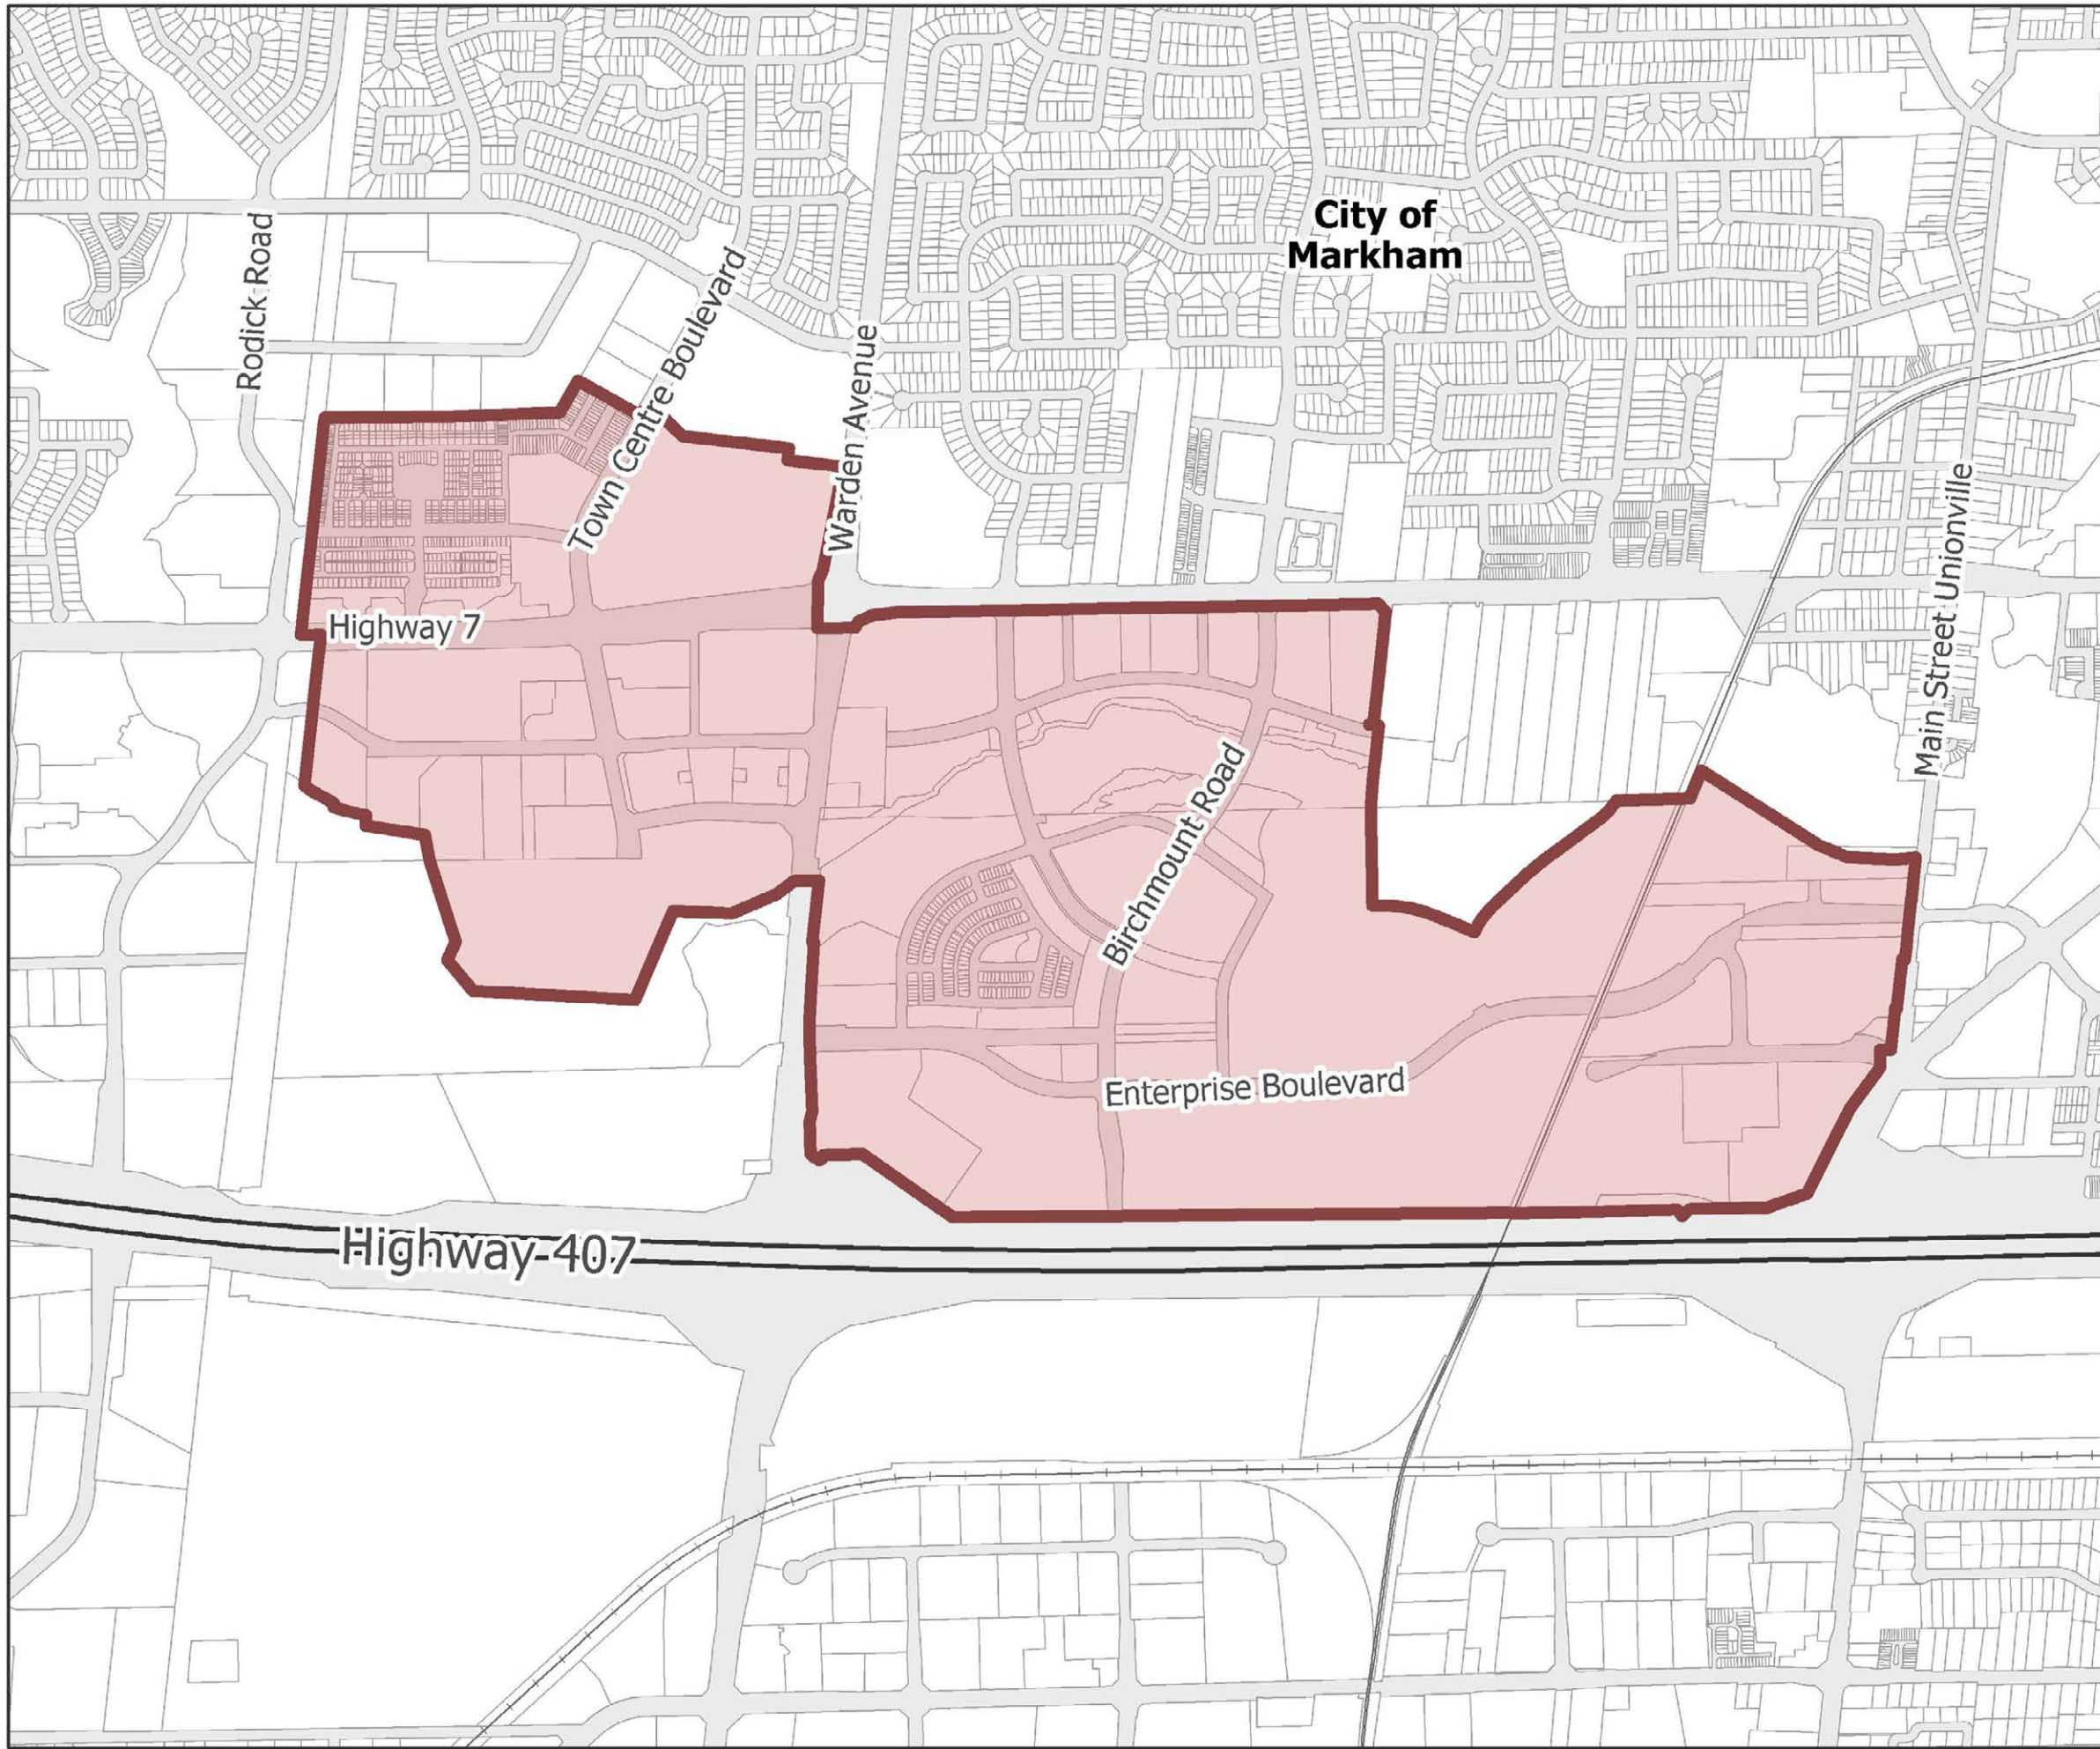 City of
Markham
Rodick Road
Town Centre Boulevard
Warden Avenue
Main Street Unionville
Highway 7
Birchmount Road
Enterprise Boulevard
Highway 407